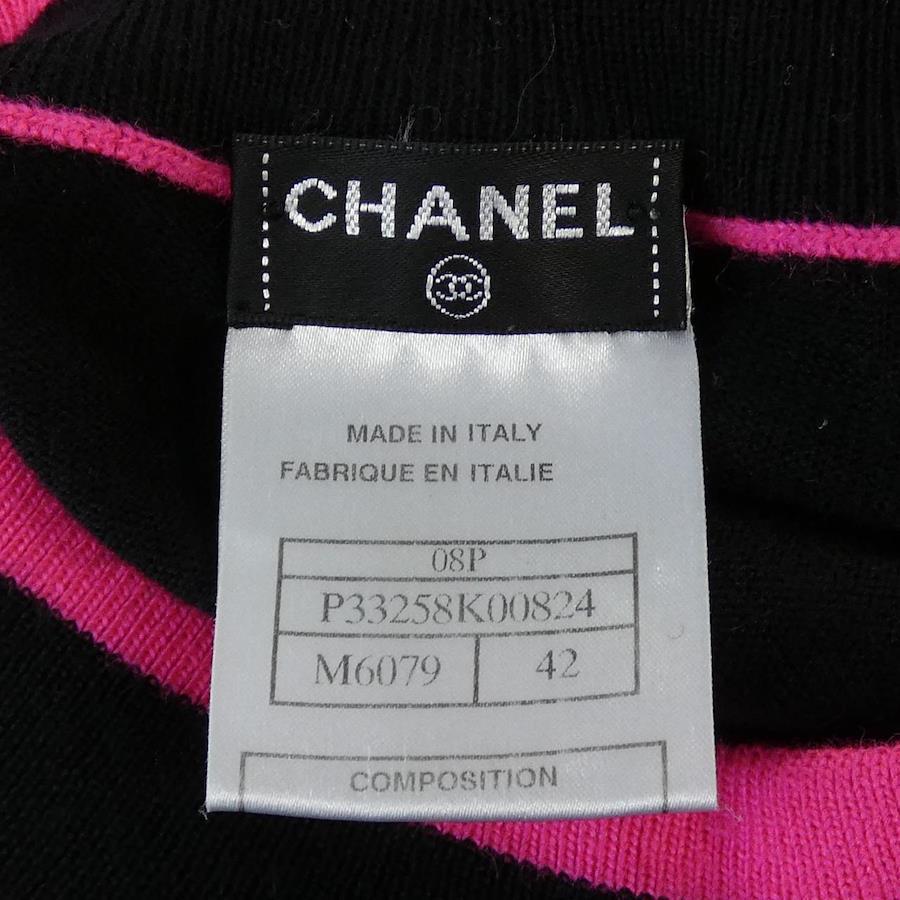 CHANEL
MADE IN ITALY
FABRIQUE EN ITALIE
08P
P33258K00824
M6079 42
COMPOSITION